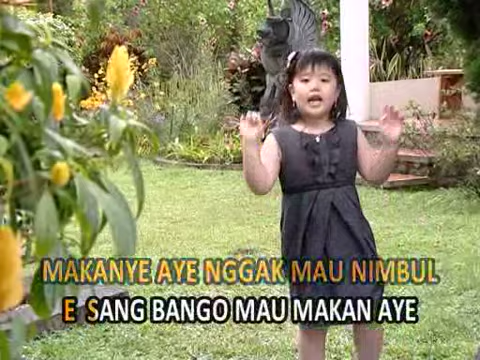 MAKANYE AYE NGGAK MAU NIMBUL
E SANG BANGO MAU MAKAN AYE